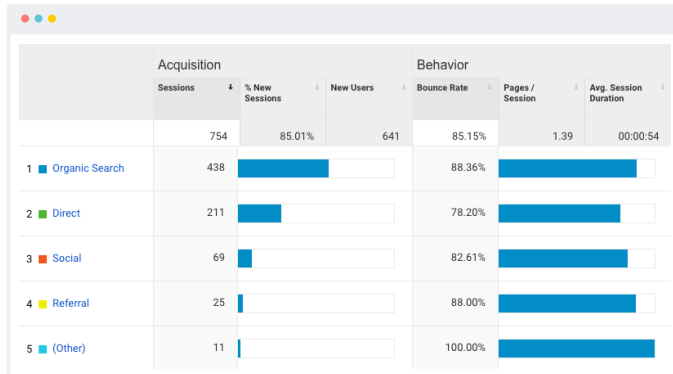 Acquisition Behavior
Sessions % New Sessions New Users Bounce Rate Pages / Session Avg. Session Duration
754 85.01% 641 85.15% 1.39 00:00:54
1 Organic Search 438 88.36%
2 Direct 211 78.20%
3 Social 69 82.61%
4 Referral 25 88.00%
5 (Other) 11 100.00%